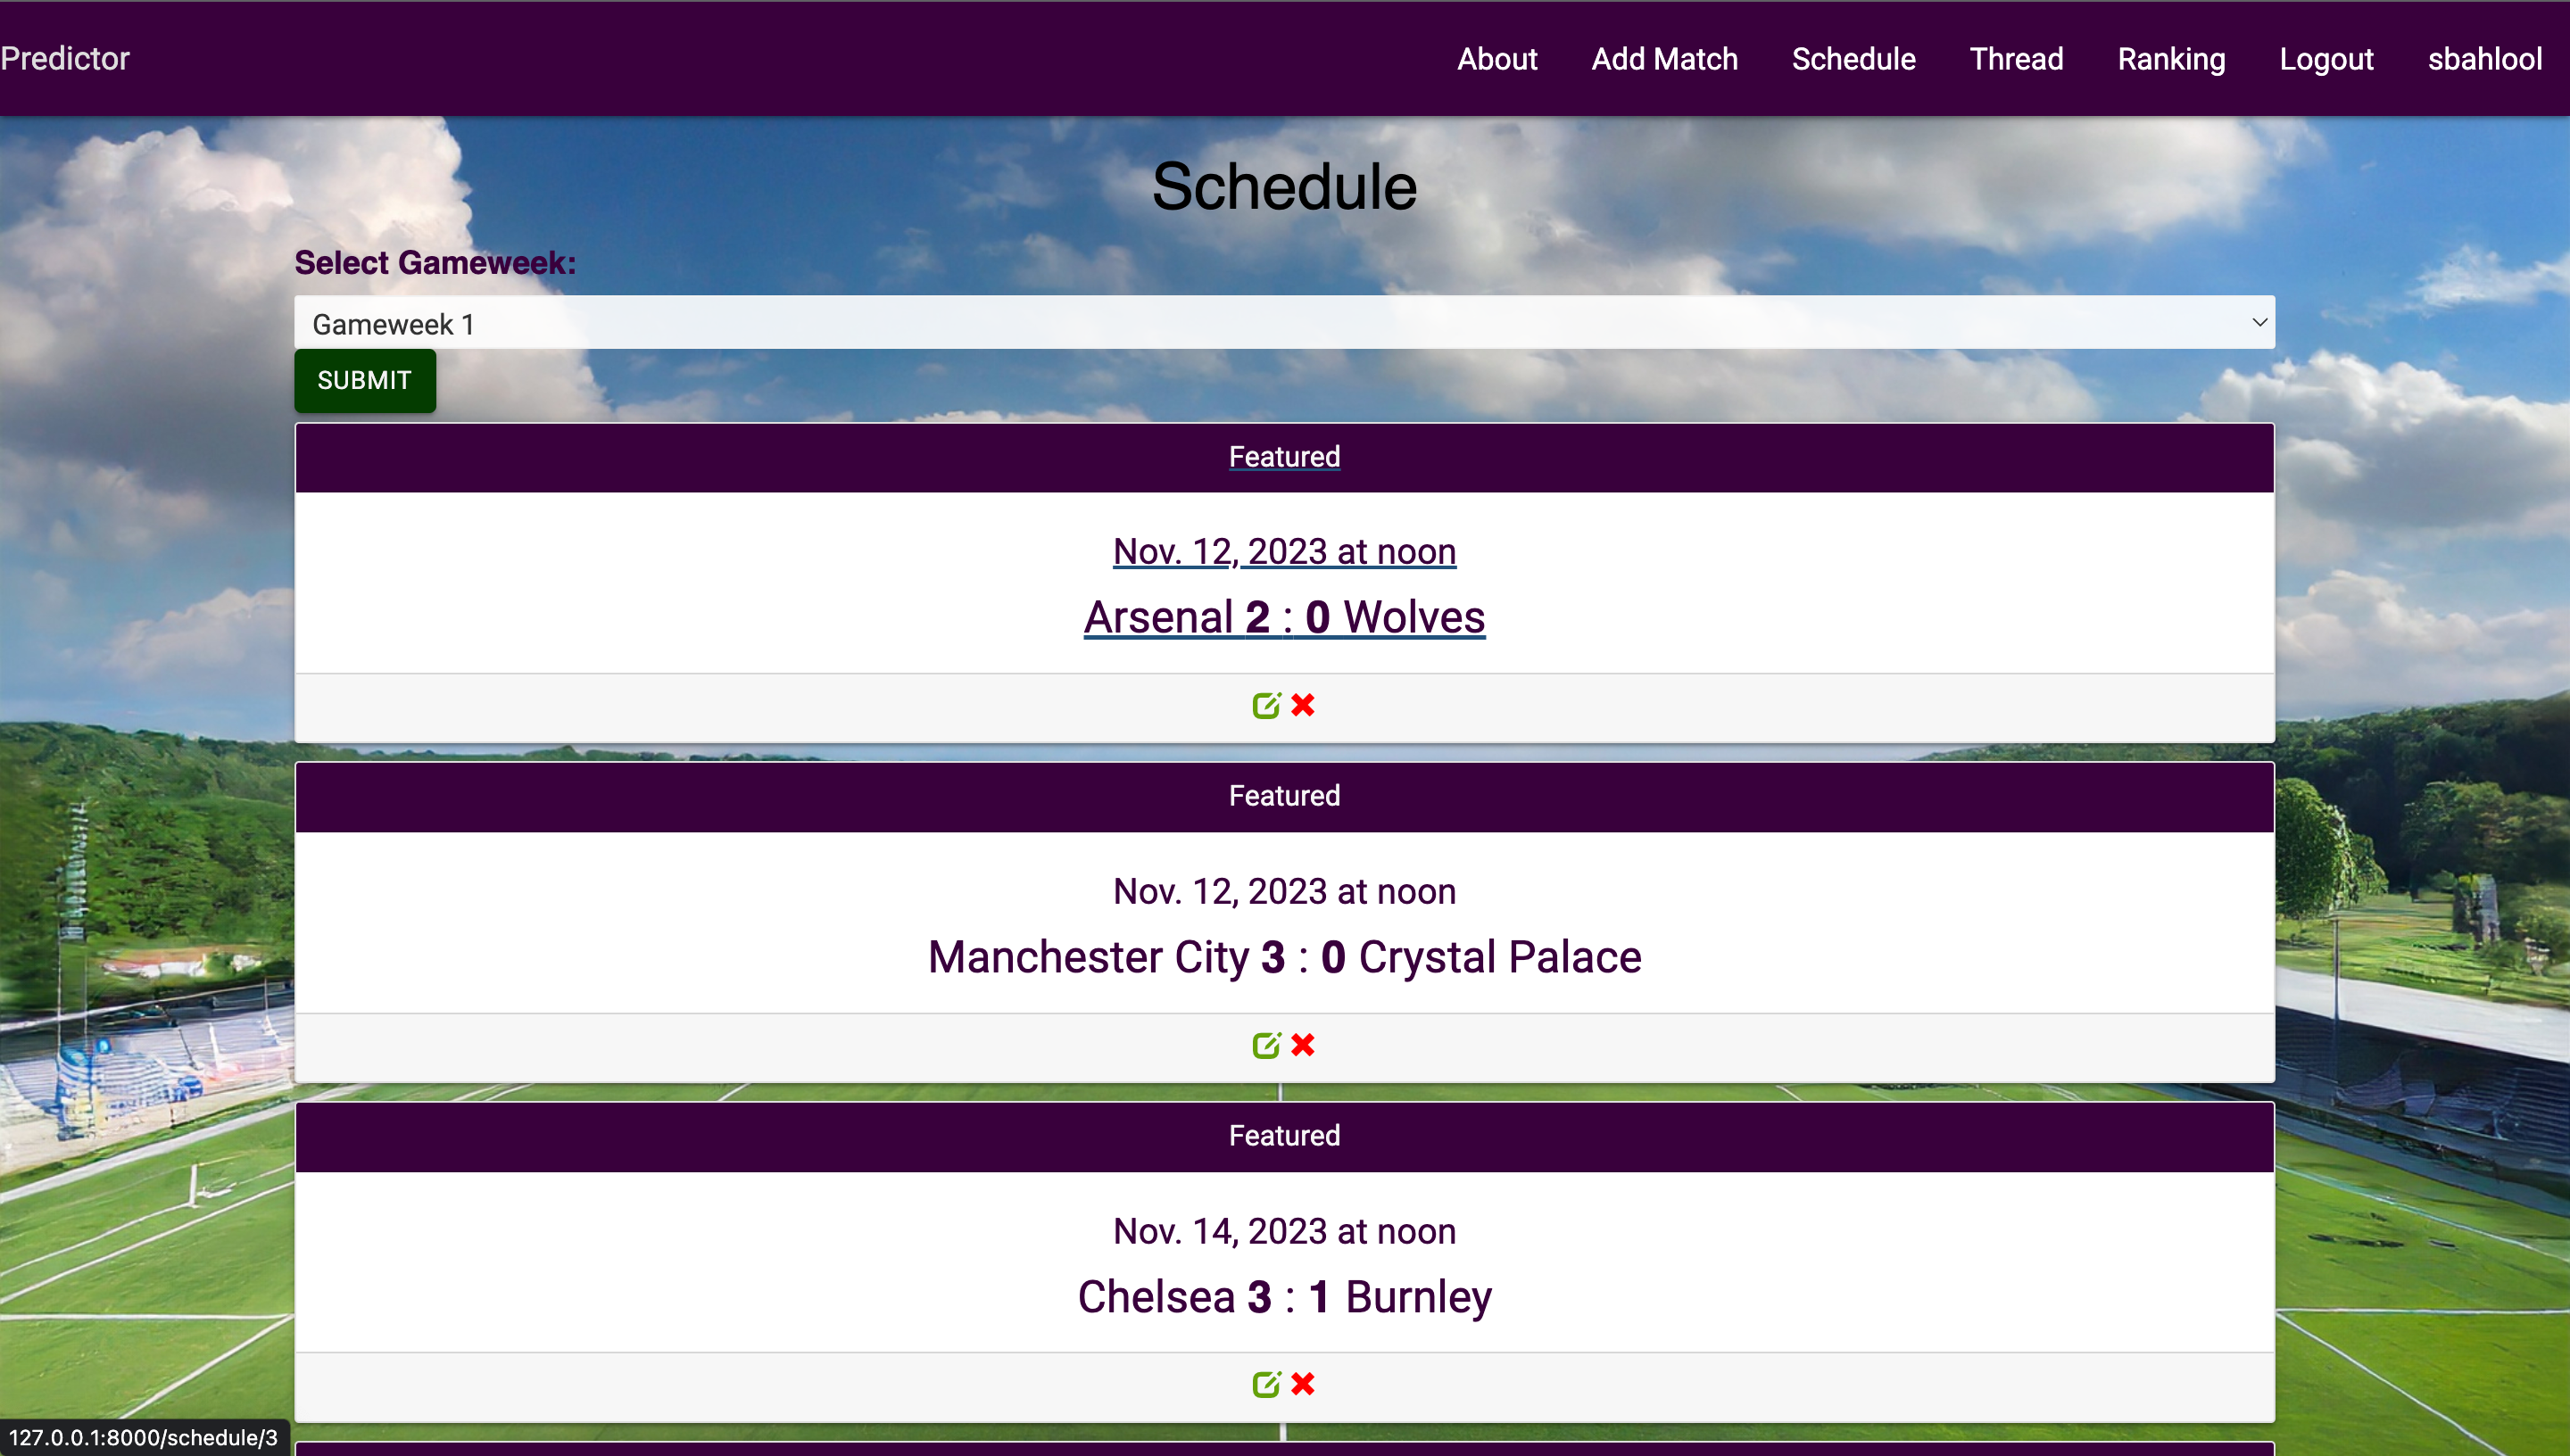 Predictor About Add Match Schedule Thread Ranking Logout sbahlool
Schedule
Select Gameweek:
Gameweek 1
SUBMIT
Featured
Nov. 12, 2023 at noon
Arsenal 2 : 0 Wolves
Featured
Nov. 12, 2023 at noon
Manchester City 3 : 0 Crystal Palace
Featured
Nov. 14, 2023 at noon
Chelsea 3 : 1 Burnley
127.0.0.1:8000/schedule/3